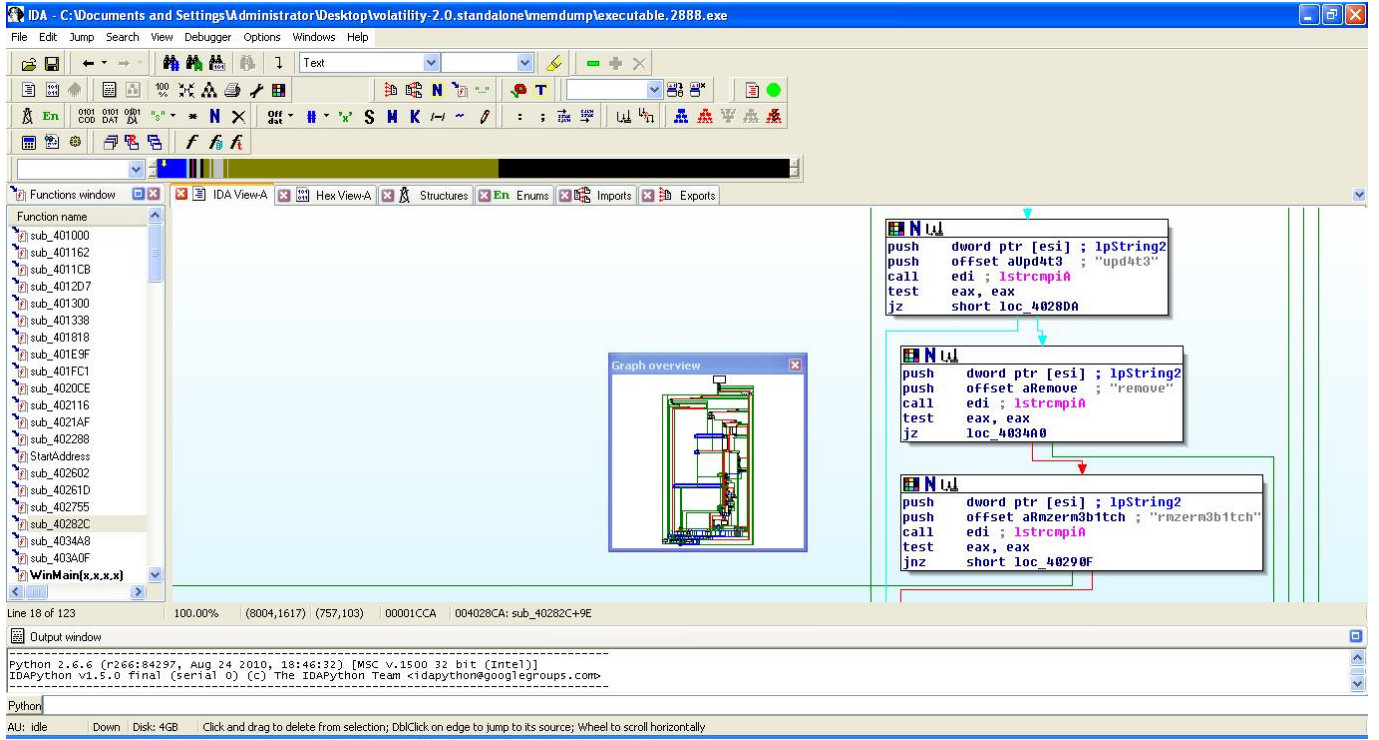 IDA - C:\Documents and Settings\Administrator\Desktop\volatility-2.0.standalone\memdump\executable.2888.exe
File Edit Jump Search View Debugger Options Windows Help
Text
En
N X
S M K
Functions window
IDA View-A
Hex View-A
Structures
En Enums
Imports
Exports
Function name
sub_401000
sub_401162
sub_4011CB
sub_4012D7
sub_401300
sub_401338
sub_401818
sub_401E9F
sub_401FC1
sub_4020CE
sub_402116
sub_4021AF
sub_402288
StartAddress
sub_402602
sub_40261D
sub_402755
sub_40282C
sub_4034A8
sub_403A0F
WinMain(x,x,x,x)
push dword ptr [esi] ; lpString2
push offset aUpd4t3 ; "upd4t3"
call edi ; lstrcmpiA
test eax, eax
jz short loc_4028DA
Graph overview
push dword ptr [esi] ; lpString2
push offset aRemove ; "remove"
call edi ; lstrcmpiA
test eax, eax
jz loc_4034A0
push dword ptr [esi] ; lpString2
push offset aRmzerm3b1tch ; "rmzerm3b1tch"
call edi ; lstrcmpiA
test eax, eax
jnz short loc_40290F
Line 18 of 123
100.00% (8004,1617) (757,103) 00001CCA 004028CA: sub_40282C+9E
Output window
Python 2.6.6 (r266:84297, Aug 24 2010, 18:46:32) [MSC v.1500 32 bit (Intel)]
IDAPython v1.5.0 final (serial 0) (c) The IDAPython Team <idapython@googlegroups.com>
Python
AU: idle Down Disk: 4GB Click and drag to delete from selection; DblClick on edge to jump to its source; Wheel to scroll horizontally